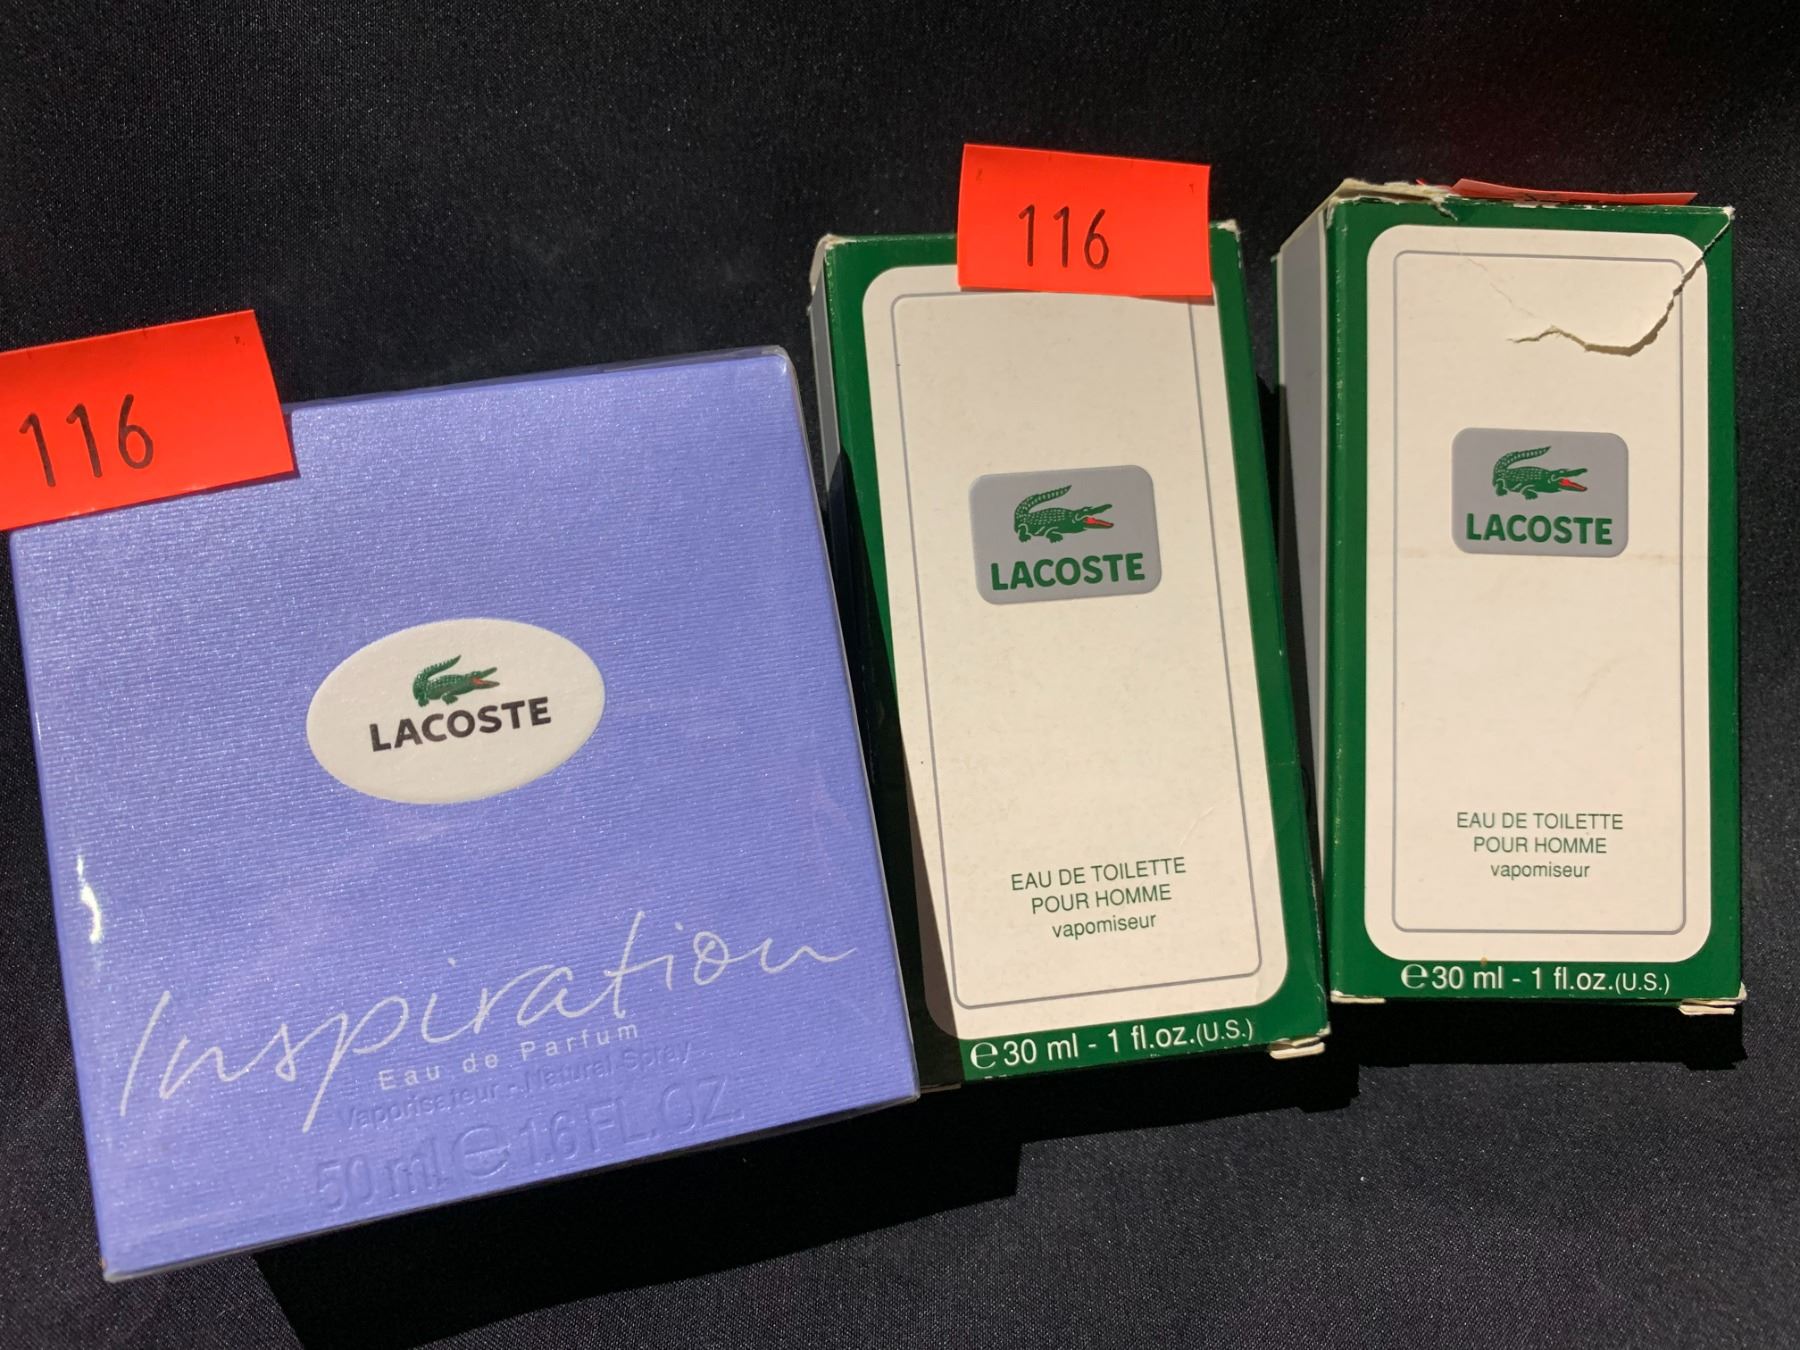 116
LACOSTE
Inspiration
Eau de Parfum
Vaporisateur - Natural Spray
50 ml e 1.6 FL.OZ.
116
LACOSTE
EAU DE TOILETTE
POUR HOMME
vapomiseur
e 30 ml - 1 fl.oz.(U.S.)
LACOSTE
EAU DE TOILETTE
POUR HOMME
vapomiseur
e 30 ml - 1 fl.oz.(U.S.)